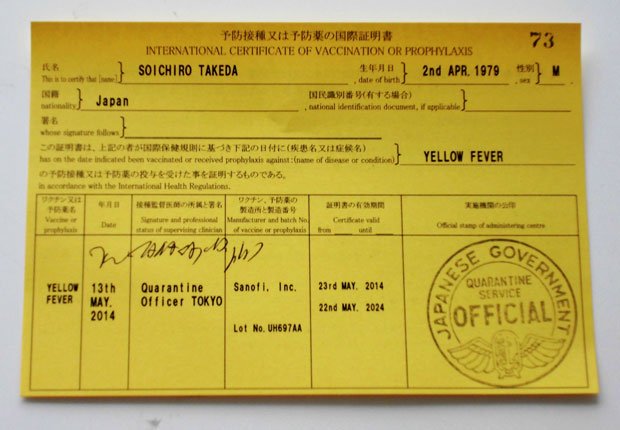 予防接種又は予防薬の国際証明書
73
INTERNATIONAL CERTIFICATE OF VACCINATION OR PROPHYLAXIS
氏名 SOICHIRO TAKEDA 生年月日 2nd APR. 1979 性別 M
This is to certify that [name] , date of birth , sex
国籍 Japan 国民識別番号(有する場合)
nationality , national identification document, if applicable
署名
whose signature follows
この証明書は、上記の者が国際保健規則に基づき下記の日付に(疾患名又は症候名)
has on the date indicated been vaccinated or received prophylaxis against:(name of disease or condition) YELLOW FEVER
の予防接種又は予防薬の投与を受けた事を証明するものである。
in accordance with the International Health Regulations.
ワクチン又は予防薬名
Vaccine or prophylaxis
年月日
Date
接種監督医師の所属と署名
Signature and professional status of supervising clinician
ワクチン、予防薬の製造所と製造番号
Manufacturer and batch No. of vaccine or prophylaxis
証明書の有効期間
Certificate valid
from until
実施機関の公印
Official stamp of administering centre
YELLOW FEVER
13th MAY. 2014
Quarantine Officer TOKYO
Sanofi, Inc.
Lot No. UH697AA
23rd MAY. 2014
22nd MAY. 2024
JAPANESE GOVERNMENT
QUARANTINE
SERVICE
OFFICIAL